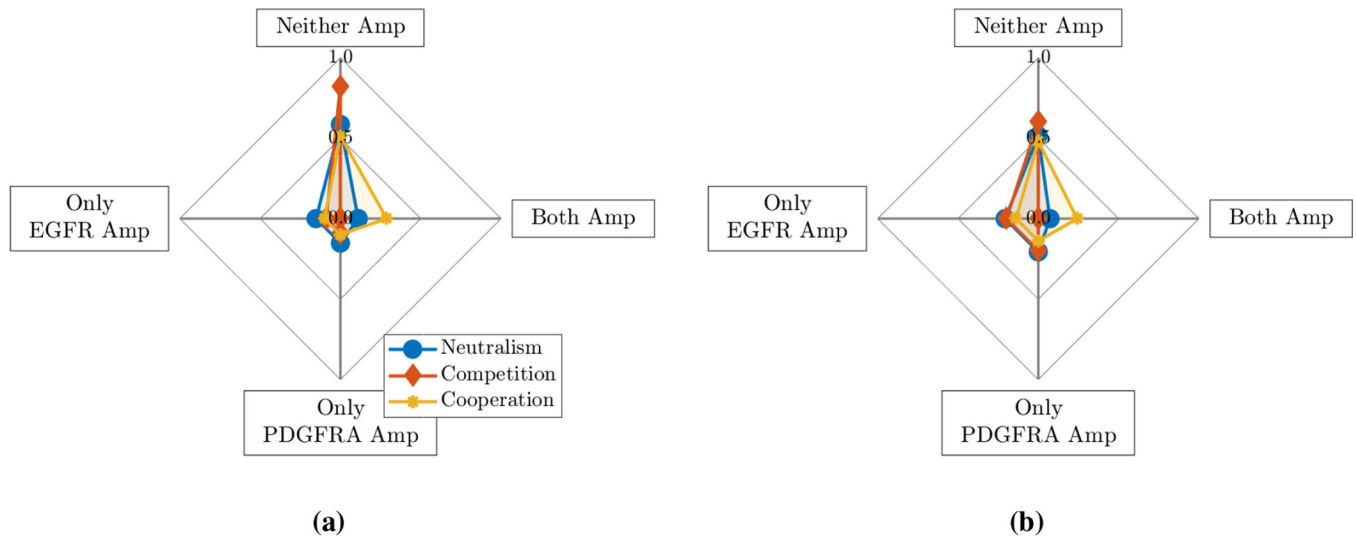 Neither Amp
1.0
0.5
0.0
Only
EGFR Amp
Both Amp
Neutralism
Competition
Cooperation
Only
PDGFRA Amp
(a)
Neither Amp
1.0
0.5
0.0
Only
EGFR Amp
Both Amp
Only
PDGFRA Amp
(b)